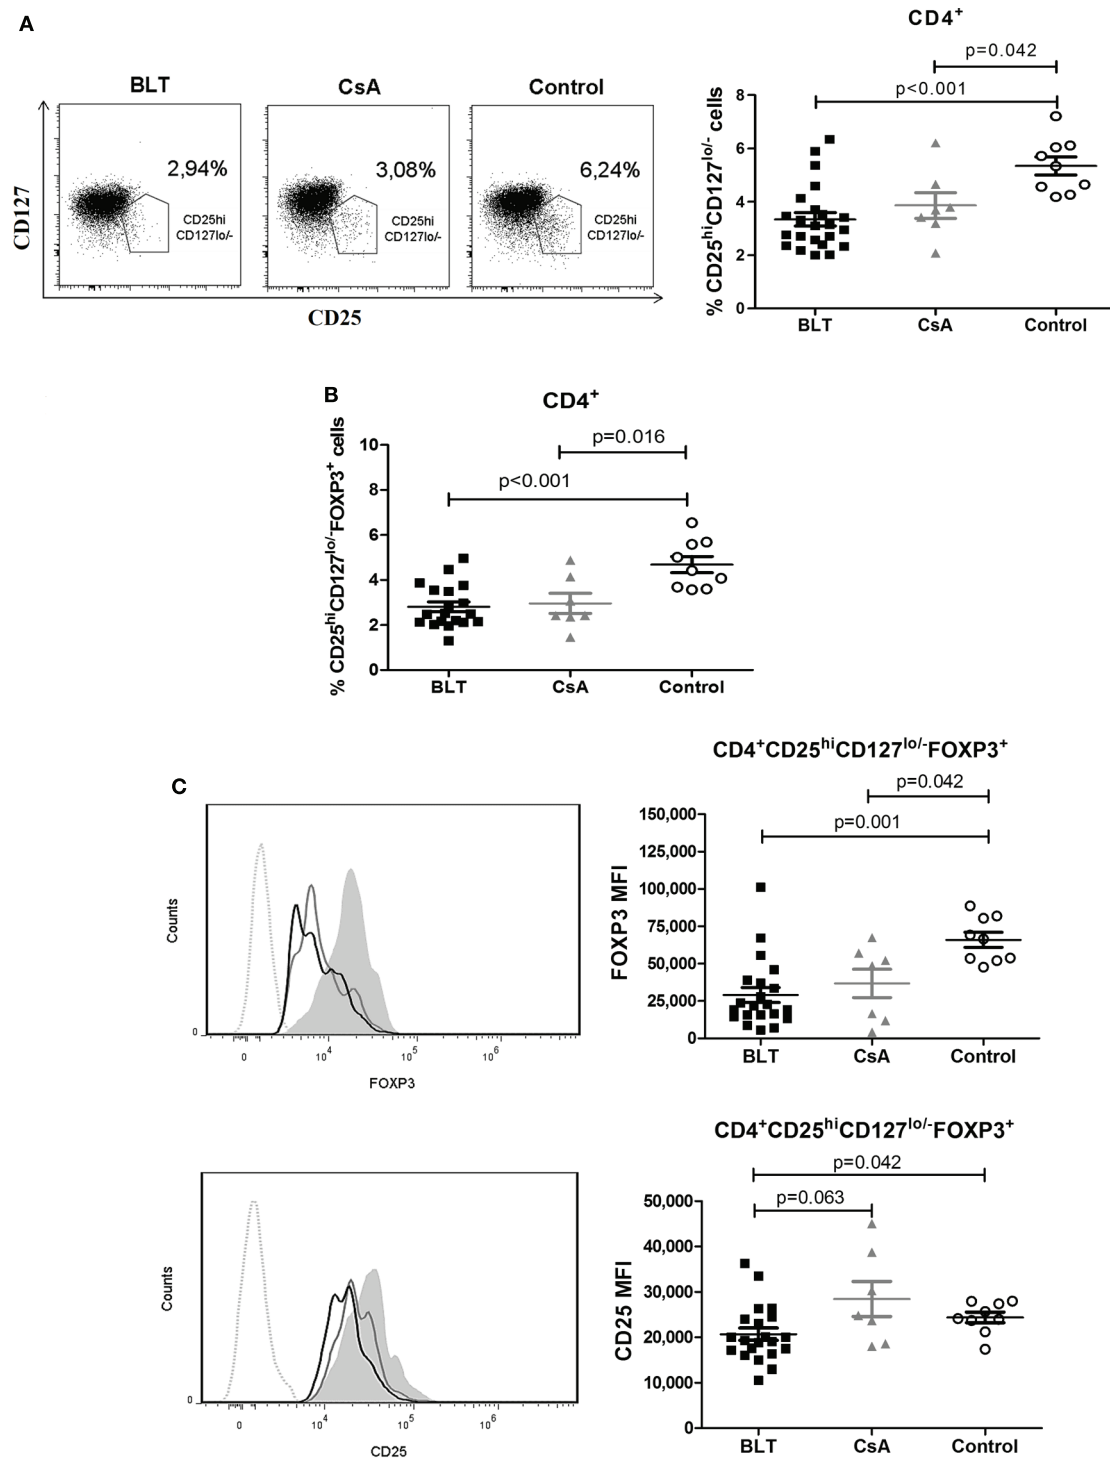 A
BLT
CsA
Control
2,94%
CD25hi
CD127lo/-
3,08%
CD25hi
CD127lo/-
6,24%
CD25hi
CD127lo/-
CD127
CD25
CD4+
p=0.042
p<0.001
% CD25hiCD127lo/- cells
8
6
4
2
0
BLT
CsA
Control
B
CD4+
p=0.016
p<0.001
% CD25hiCD127lo/-FOXP3+ cells
10
8
6
4
2
0
BLT
CsA
Control
C
Counts
0
0
10^4
10^5
10^6
FOXP3
CD4+CD25hiCD127lo/-FOXP3+
p=0.042
p=0.001
FOXP3 MFI
150,000
125,000
100,000
75,000
50,000
25,000
0
BLT
CsA
Control
Counts
0
0
10^4
10^5
10^6
CD25
CD4+CD25hiCD127lo/-FOXP3+
p=0.042
p=0.063
CD25 MFI
50,000
40,000
30,000
20,000
10,000
0
BLT
CsA
Control